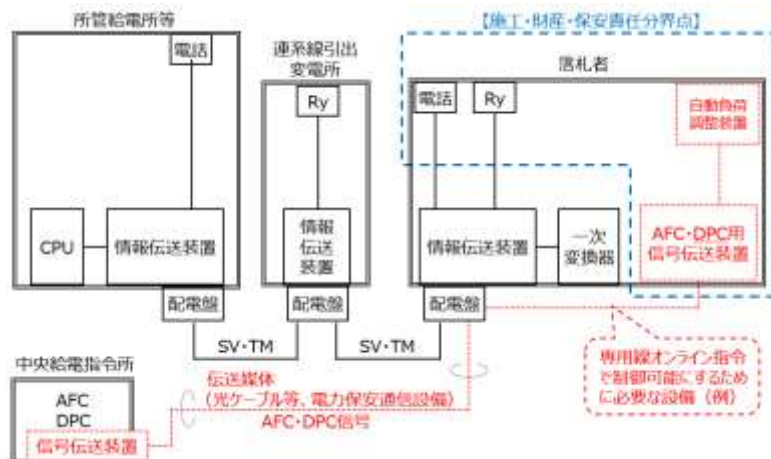 所管給電所等
電話
CPU
情報伝送装置
配電盤
連系線引出
変電所
Ry
情報
伝送
装置
配電盤
【施工・財産・保安責任分界点】
落札者
電話
Ry
自動負荷
調整装置
情報伝送装置
一次
変換器
AFC・DPC用
信号伝送装置
配電盤
SV・TM
SV・TM
中央給電指令所
AFC
DPC
信号伝送装置
伝送媒体
(光ケーブル等、電力保安通信設備)
AFC・DPC信号
専用線オンライン指令
で制御可能にするため
に必要な設備（例）